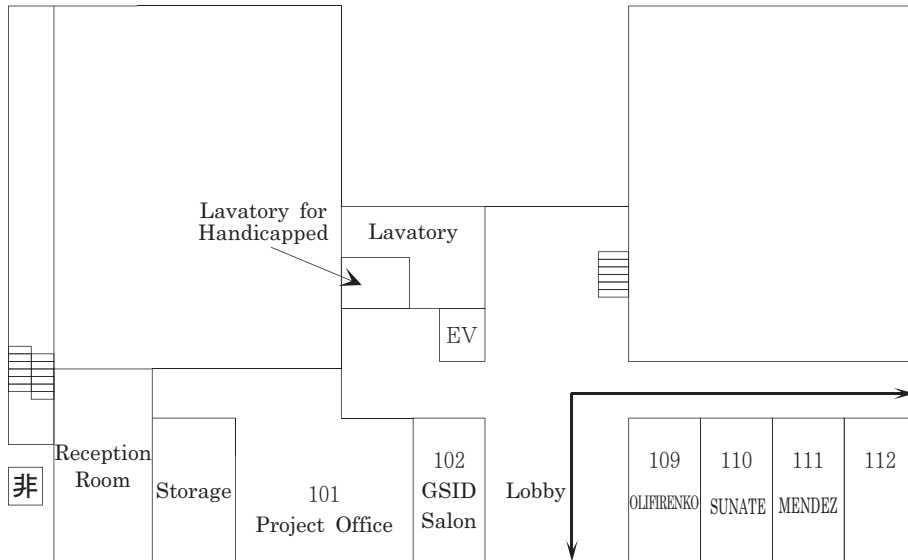 Lavatory for
Handicapped
Lavatory
EV
Reception
Room
Storage
101
Project Office
102
GSID
Salon
Lobby
109
OLIFIRENKO
110
SUNATE
111
MENDEZ
112
非